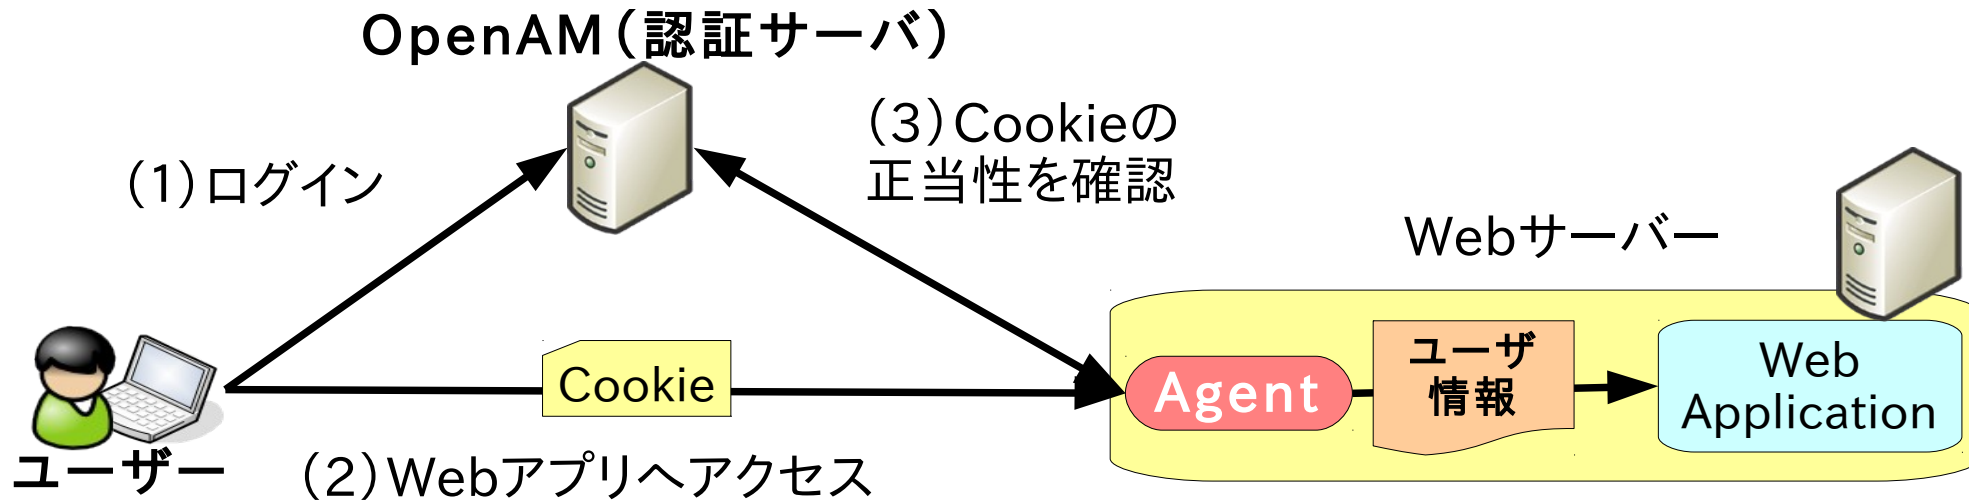 OpenAM（認証サーバ）
（3）Cookieの
正当性を確認
（1）ログイン
Webサーバー
Cookie
Agent
ユーザ
情報
Web
Application
ユーザー
（2）Webアプリへアクセス